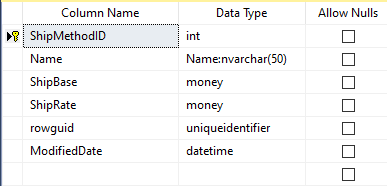 Column Name Data Type Allow Nulls
ShipMethodID int
Name Name:nvarchar(50)
ShipBase money
ShipRate money
rowguid uniqueidentifier
ModifiedDate datetime